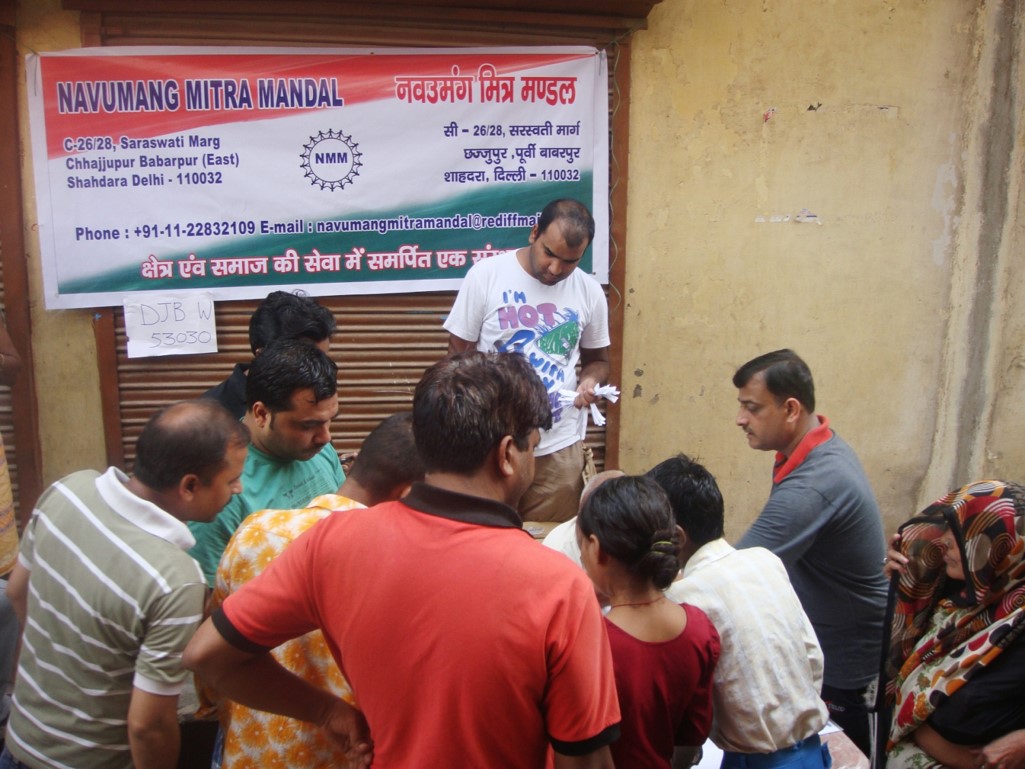 NAVUMANG MITRA MANDAL
नवउमंग मित्र मण्डल
C-26/28, Saraswati Marg
Chhajjupur Babarpur (East)
Shahdara Delhi - 110032
NMM
सी – 26/28, सरस्वती मार्ग
छज्जुपुर ,पूर्वी बाबरपुर
शाहदरा, दिल्ली – 110032
Phone : +91-11-22832109 E-mail : navumangmitramandal@rediffmai
क्षेत्र एंव समाज की सेवा में समर्पित एक
DJB W
53030
I'M
HOT
WITH